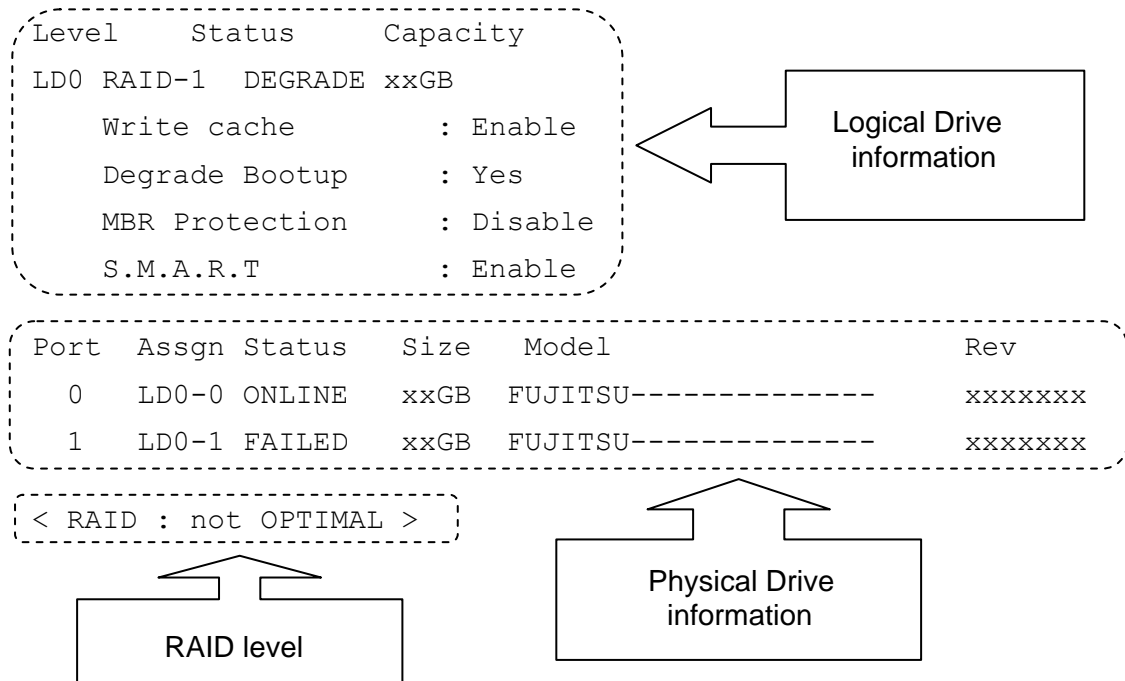 Level Status Capacity
LD0 RAID-1 DEGRADE xxGB
Write cache : Enable
Degrade Bootup : Yes
MBR Protection : Disable
S.M.A.R.T : Enable
Logical Drive
information
Port Assgn Status Size Model Rev
0 LD0-0 ONLINE xxGB FUJITSU-------------- xxxxxxx
1 LD0-1 FAILED xxGB FUJITSU-------------- xxxxxxx
< RAID : not OPTIMAL >
Physical Drive
information
RAID level